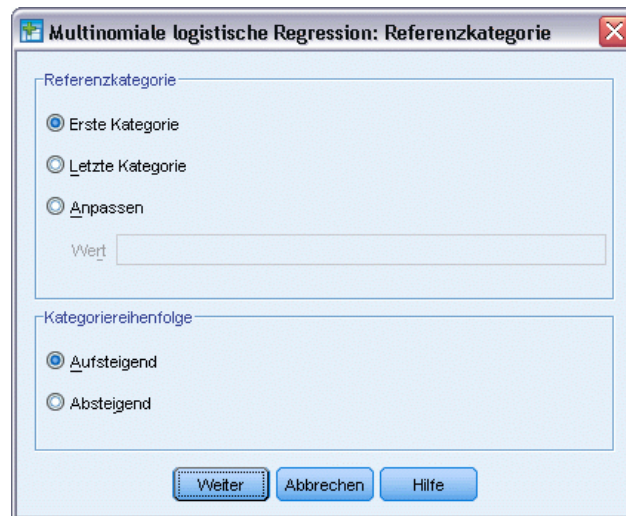 Multinomiale logistische Regression: Referenzkategorie
Referenzkategorie
Erste Kategorie
Letzte Kategorie
Anpassen
Wert
Kategoriereihenfolge
Aufsteigend
Absteigend
Weiter Abbrechen Hilfe